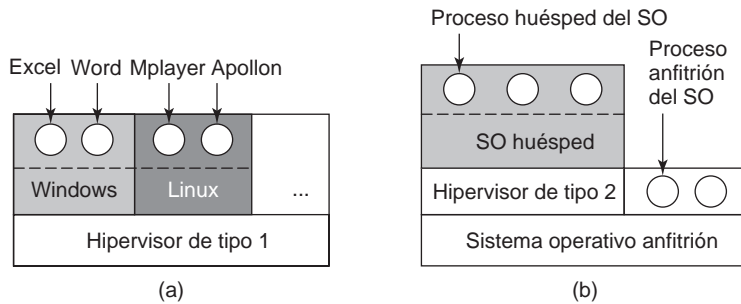 Excel Word Mplayer Apollon
Windows
Linux
...
Hipervisor de tipo 1
(a)
Proceso huésped del SO
Proceso
anfitrión
del SO
SO huésped
Hipervisor de tipo 2
Sistema operativo anfitrión
(b)